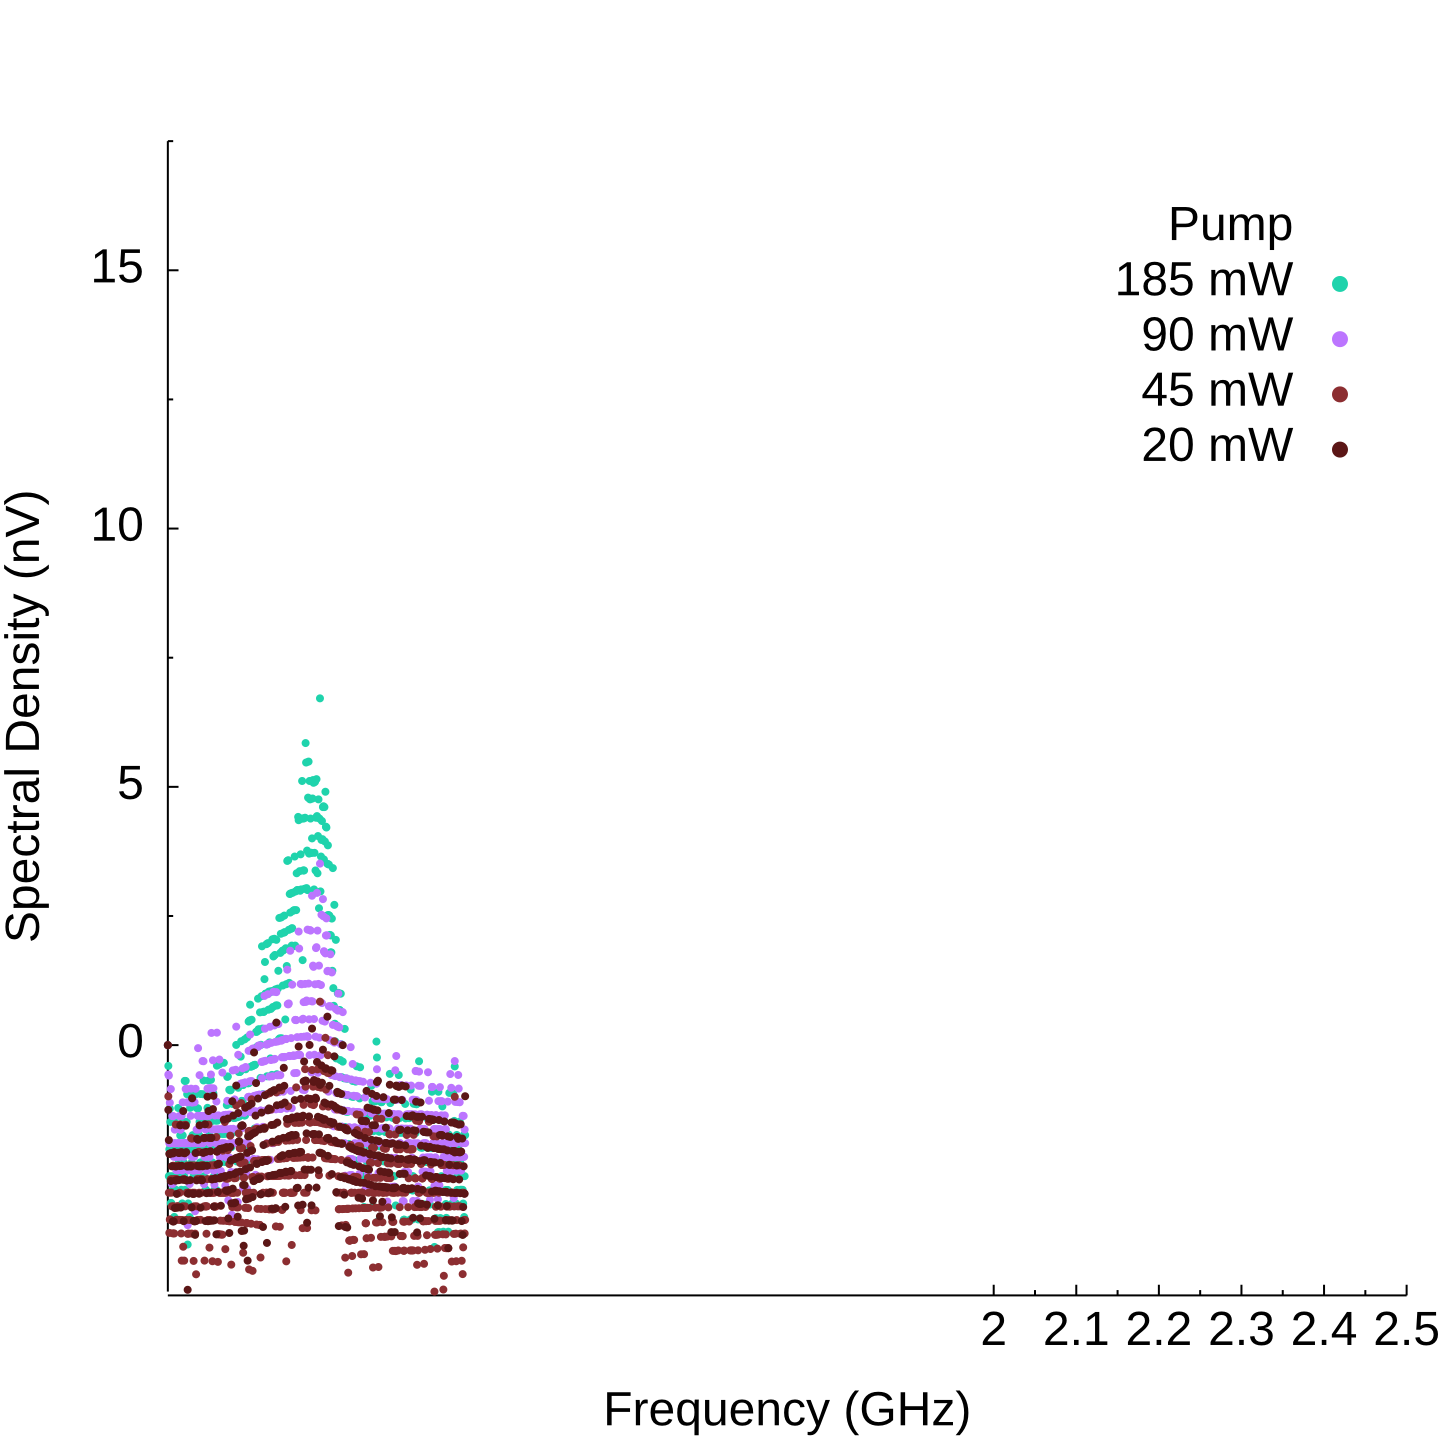 Pump
185 mW
90 mW
45 mW
20 mW
15
10
5
0
Spectral Density (nV)
2 2.1 2.2 2.3 2.4 2.5
Frequency (GHz)